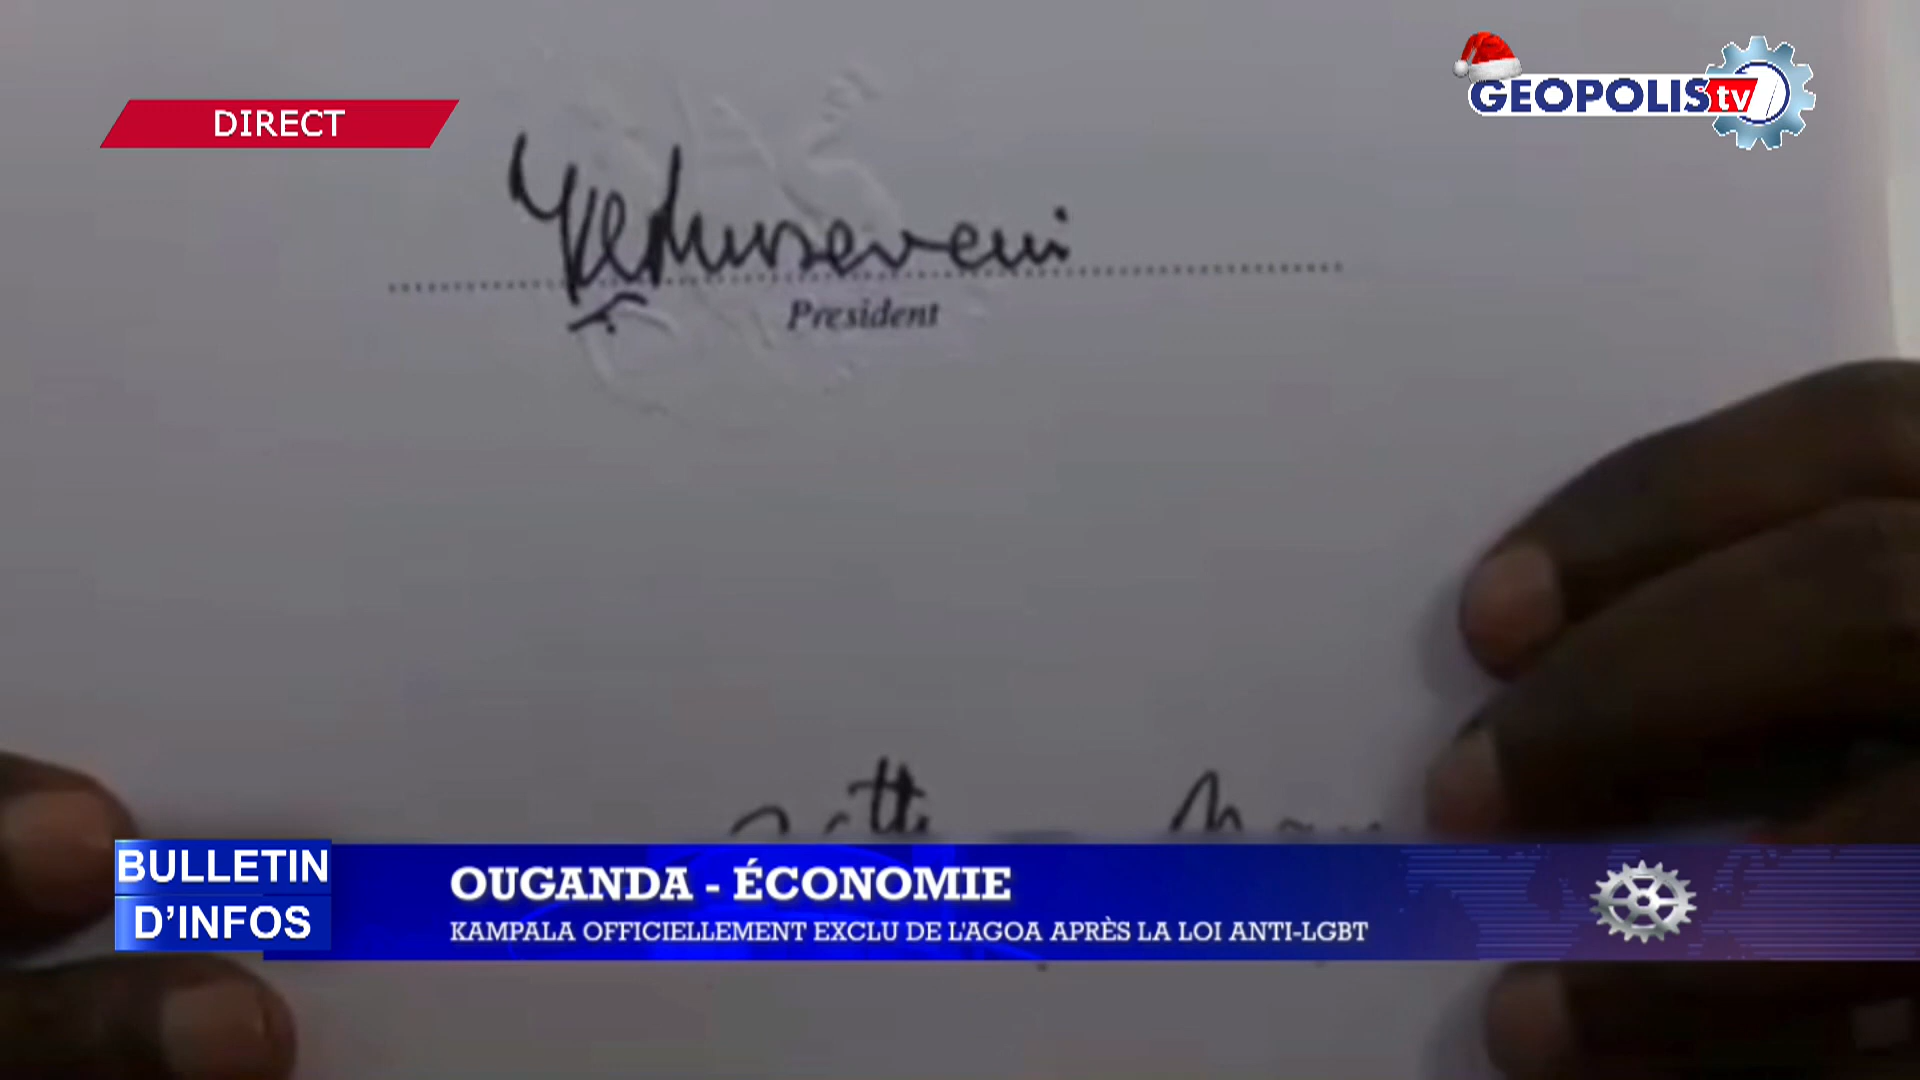 DIRECT
GEOPOLIS tv
President
BULLETIN
D'INFOS
OUGANDA - ÉCONOMIE
KAMPALA OFFICIELLEMENT EXCLU DE L'AGOA APRÈS LA LOI ANTI-LGBT